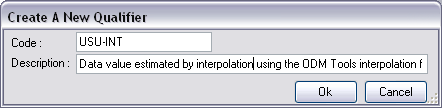 Create A New Qualifier
Code : USU-INT
Description : Data value estimated by interpolation using the ODM Tools interpolation f
Ok Cancel